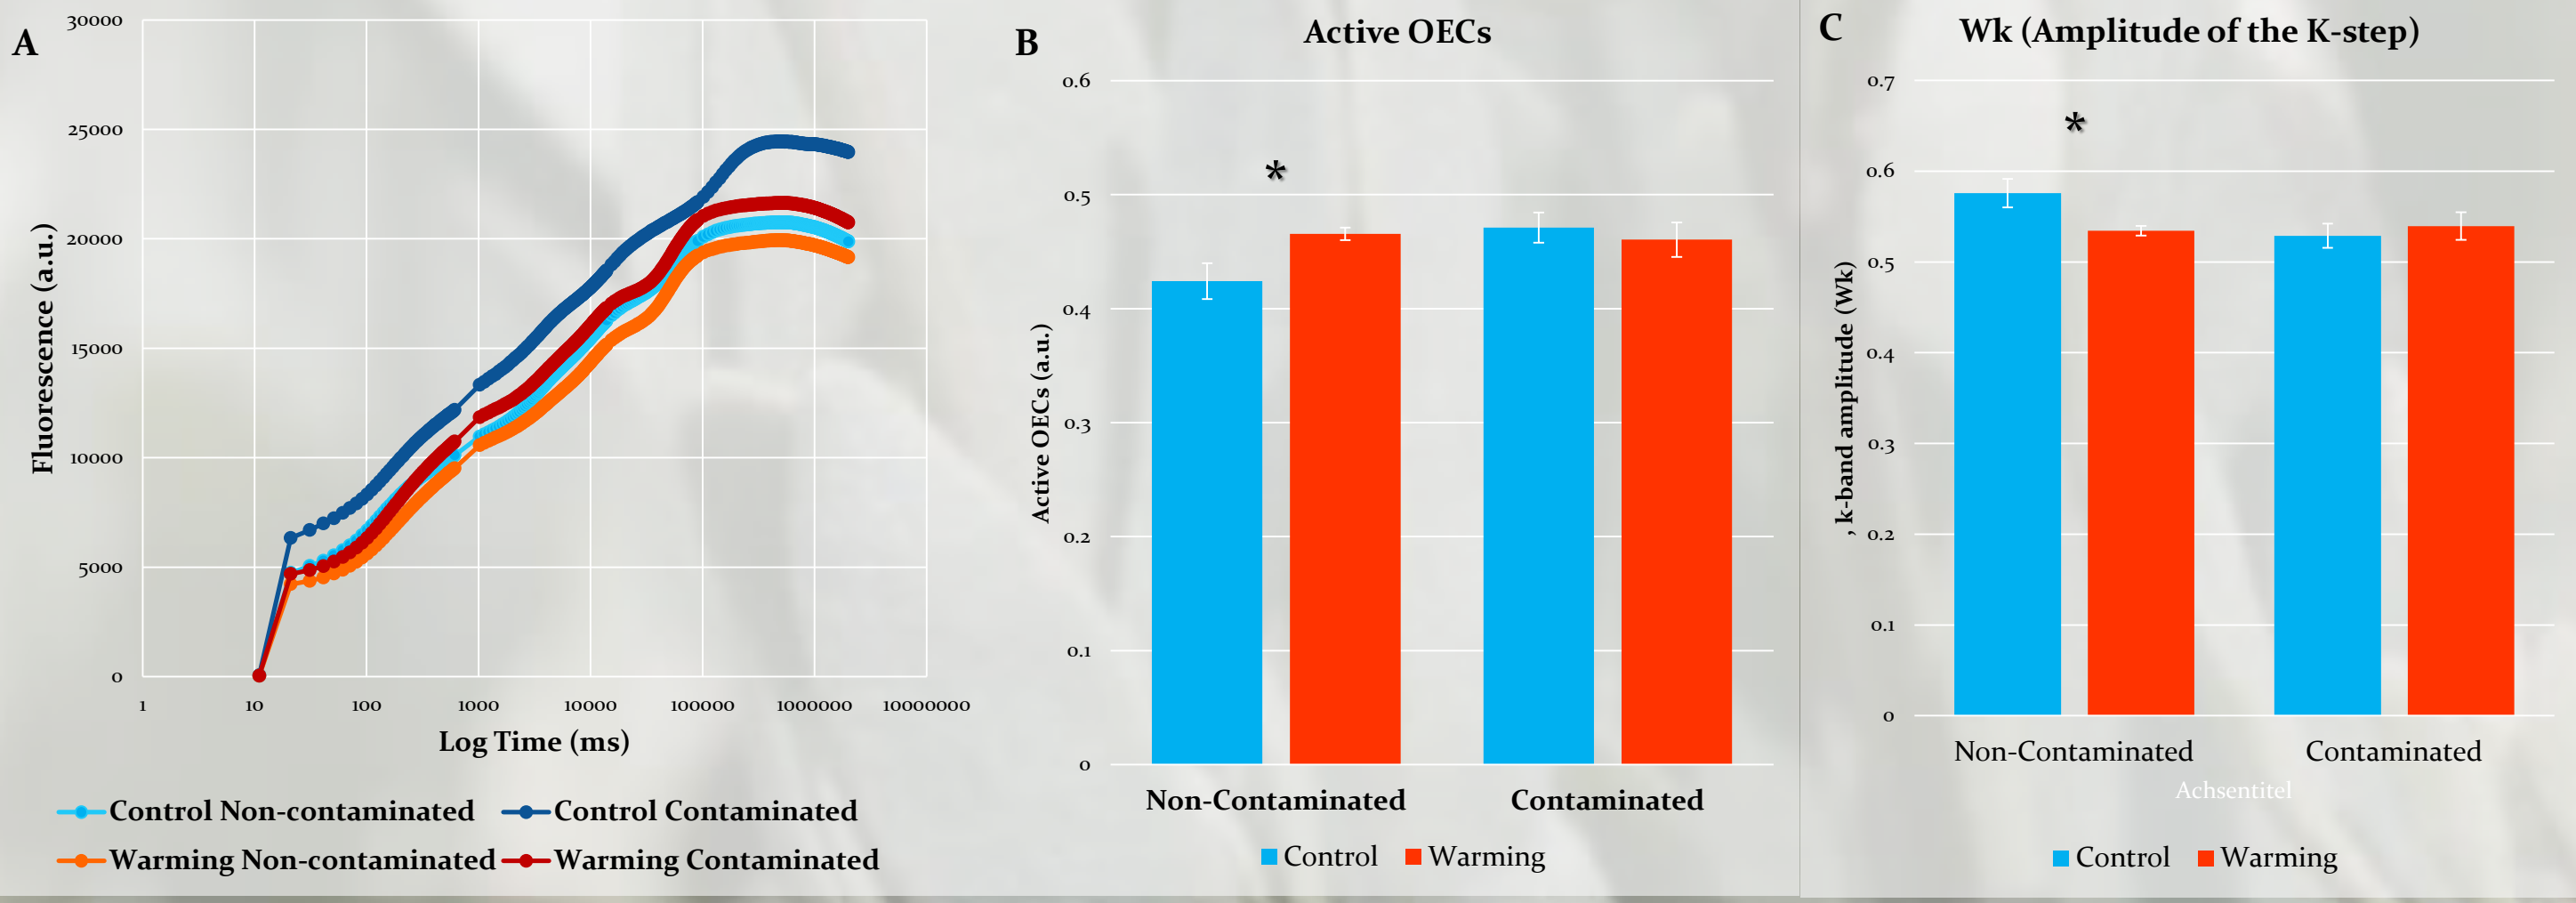 A
30000
25000
20000
15000
10000
5000
0
Fluorescence (a.u.)
1 10 100 1000 10000 100000 1000000 10000000
Log Time (ms)
Control Non-contaminated Control Contaminated
Warming Non-contaminated Warming Contaminated
B
Active OECs
0.6
0.5
0.4
0.3
0.2
0.1
0
Active OECs (a.u.)
*
Non-Contaminated Contaminated
Control Warming
C
Wk (Amplitude of the K-step)
0.7
0.6
0.5
0.4
0.3
0.2
0.1
0
, k-band amplitude (Wk)
*
Non-Contaminated Contaminated
Achsentitel
Control Warming